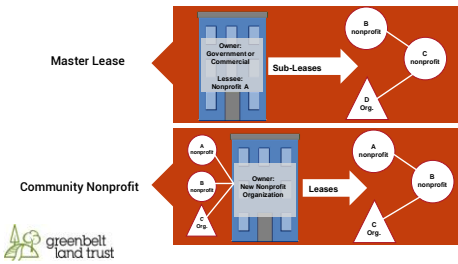 Master Lease
Owner:
Government or
Commercial
Lessee:
Nonprofit A
Sub-Leases
B
nonprofit
C
nonprofit
D
Org.
Community Nonprofit
A
nonprofit
B
nonprofit
C
Org.
Owner:
New Nonprofit
Organization
Leases
A
nonprofit
B
nonprofit
C
Org.
greenbelt
land trust